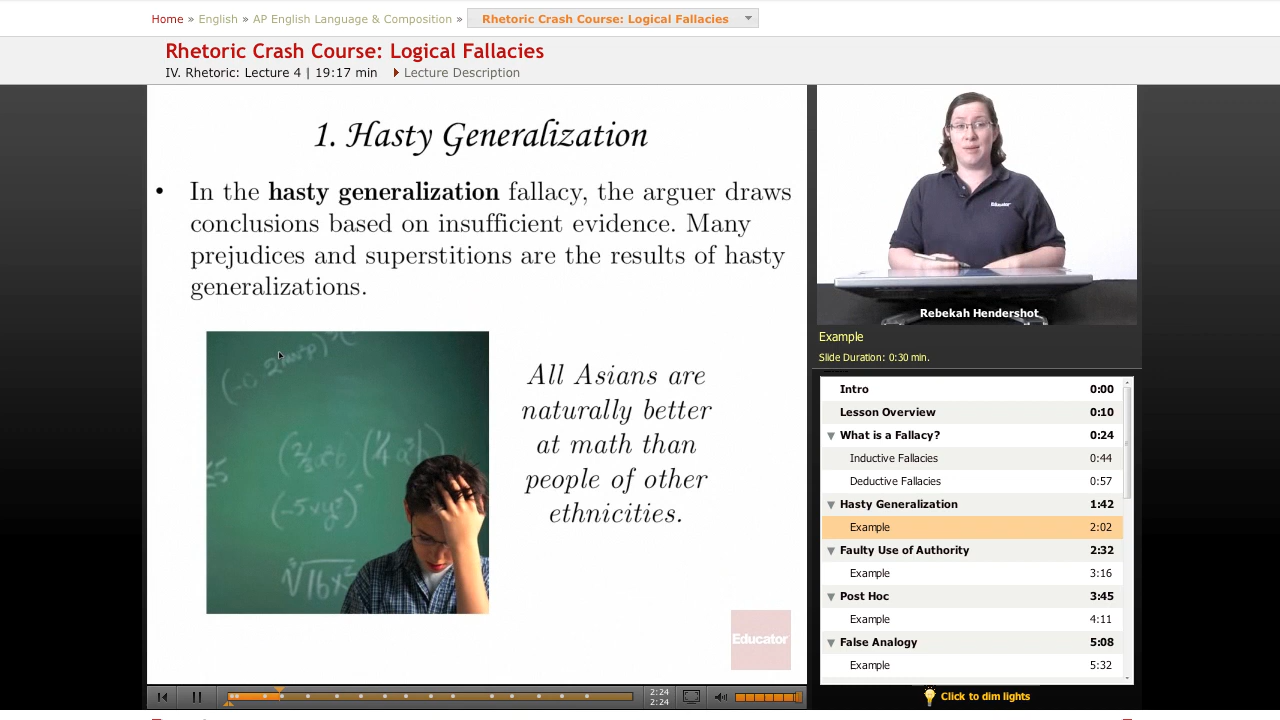 Home » English » AP English Language & Composition » Rhetoric Crash Course: Logical Fallacies
Rhetoric Crash Course: Logical Fallacies
IV. Rhetoric: Lecture 4 | 19:17 min Lecture Description
1. Hasty Generalization
• In the hasty generalization fallacy, the arguer draws
conclusions based on insufficient evidence. Many
prejudices and superstitions are the results of hasty
generalizations.
All Asians are
naturally better
at math than
people of other
ethnicities.
Educator
Educator
Rebekah Hendershot
Example
Slide Duration: 0:30 min.
Intro 0:00
Lesson Overview 0:10
What is a Fallacy? 0:24
Inductive Fallacies 0:44
Deductive Fallacies 0:57
Hasty Generalization 1:42
Example 2:02
Faulty Use of Authority 2:32
Example 3:16
Post Hoc 3:45
Example 4:11
False Analogy 5:08
Example 5:32
2:24
2:24
Click to dim lights